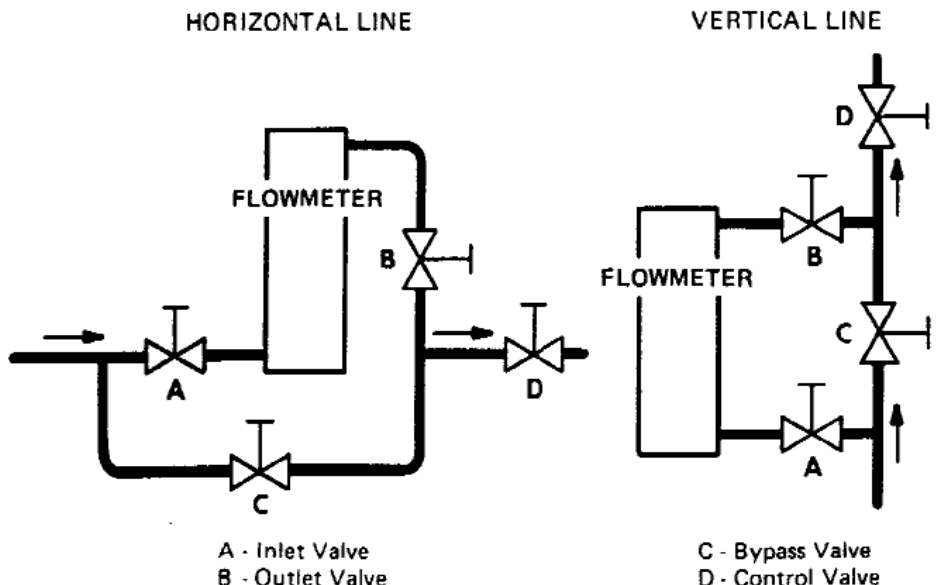 HORIZONTAL LINE
FLOWMETER
B
A
D
C
A - Inlet Valve
B - Outlet Valve
VERTICAL LINE
D
B
FLOWMETER
C
A
C - Bypass Valve
D - Control Valve